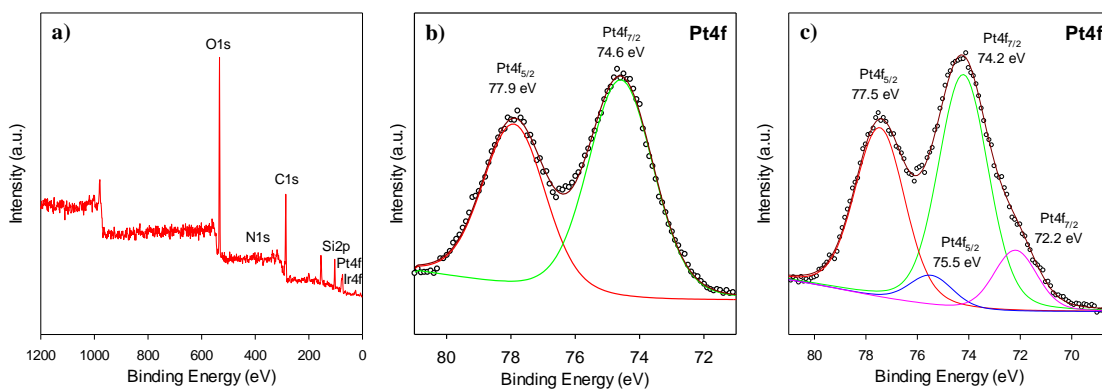 a)
O1s
C1s
N1s
Si2p
Pt4f
Ir4f
Intensity (a.u.)
1200 1000 800 600 400 200 0
Binding Energy (eV)
b)
Pt4f
Pt4f5/2
77.9 eV
Pt4f7/2
74.6 eV
Intensity (a.u.)
80 78 76 74 72
Binding Energy (eV)
c)
Pt4f
Pt4f7/2
74.2 eV
Pt4f5/2
77.5 eV
Pt4f7/2
72.2 eV
Pt4f5/2
75.5 eV
Intensity (a.u.)
80 78 76 74 72 70
Binding Energy (eV)